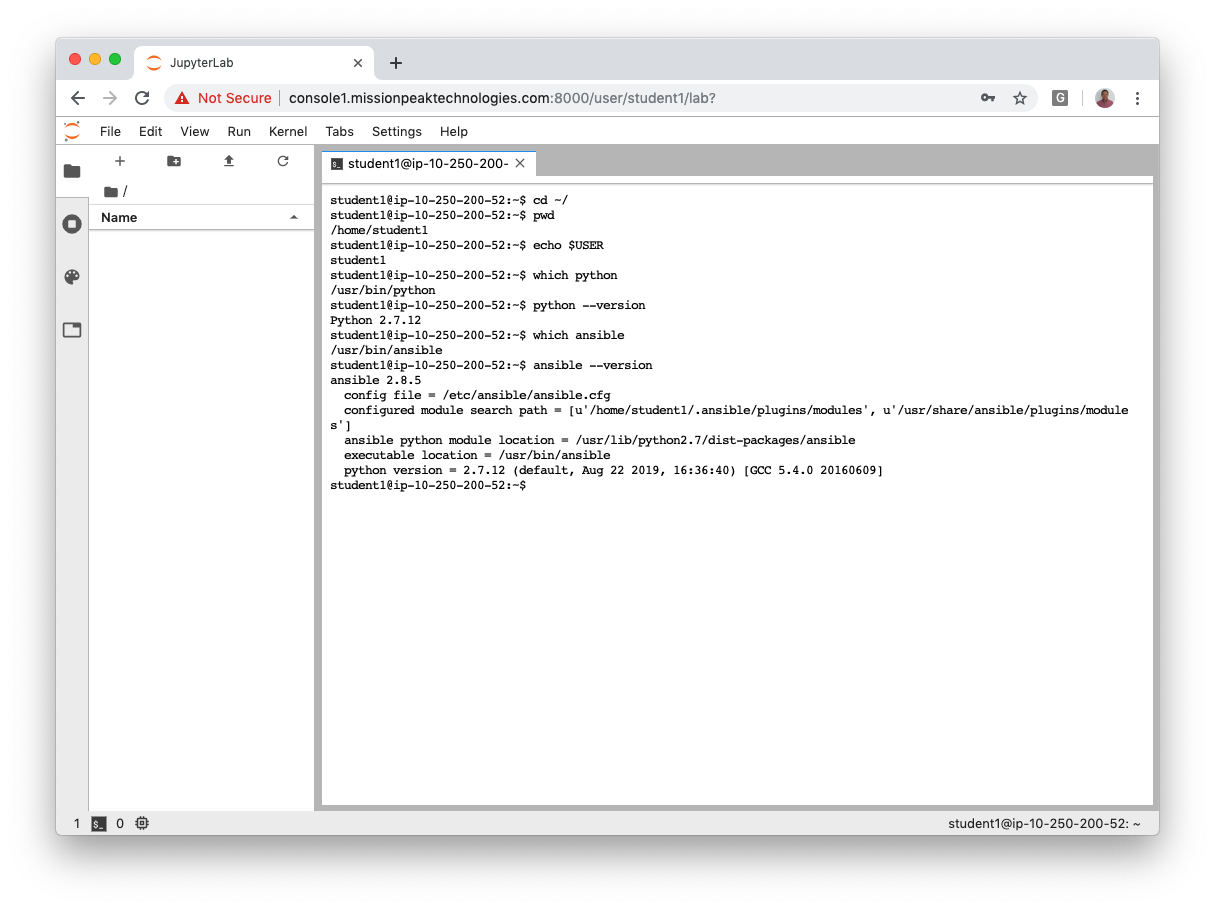 JupyterLab
Not Secure console1.missionpeaktechnologies.com:8000/user/student1/lab?
G
File Edit View Run Kernel Tabs Settings Help
student1@ip-10-250-200-
/
Name
student1@ip-10-250-200-52:~$ cd ~/
student1@ip-10-250-200-52:~$ pwd
/home/student1
student1@ip-10-250-200-52:~$ echo $USER
student1
student1@ip-10-250-200-52:~$ which python
/usr/bin/python
student1@ip-10-250-200-52:~$ python --version
Python 2.7.12
student1@ip-10-250-200-52:~$ which ansible
/usr/bin/ansible
student1@ip-10-250-200-52:~$ ansible --version
ansible 2.8.5
  config file = /etc/ansible/ansible.cfg
  configured module search path = [u'/home/student1/.ansible/plugins/modules', u'/usr/share/ansible/plugins/module
s']
  ansible python module location = /usr/lib/python2.7/dist-packages/ansible
  executable location = /usr/bin/ansible
  python version = 2.7.12 (default, Aug 22 2019, 16:36:40) [GCC 5.4.0 20160609]
student1@ip-10-250-200-52:~$
1 $_ 0 student1@ip-10-250-200-52: ~